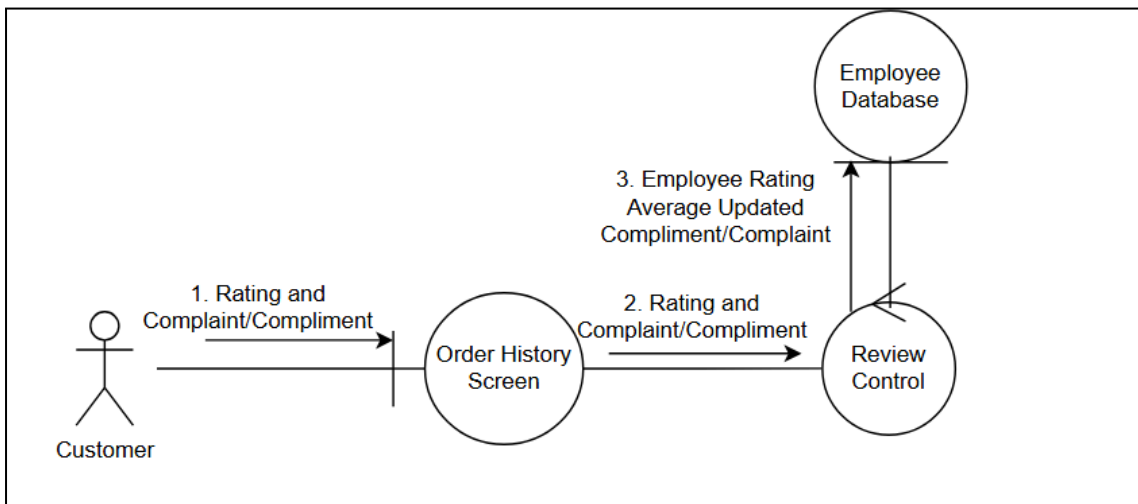 Employee
Database
3. Employee Rating
Average Updated
Compliment/Complaint
1. Rating and
Complaint/Compliment
2. Rating and
Complaint/Compliment
Order History
Screen
Review
Control
Customer